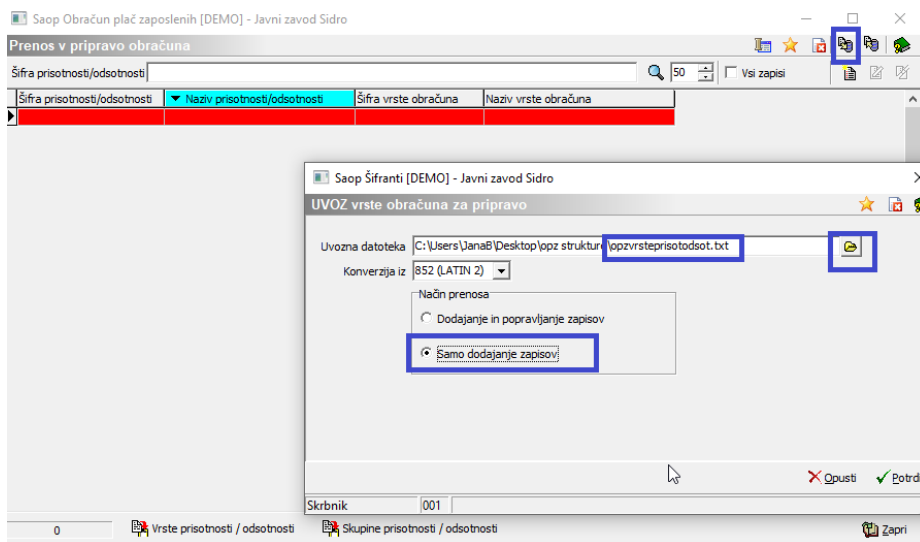 Saop Obračun plač zaposlenih [DEMO] - Javni zavod Sidro
Prenos v pripravo obračuna
Šifra prisotnosti/odsotnosti 50 Vsi zapisi
Šifra prisotnosti/odsotnosti Naziv prisotnosti/odsotnosti Šifra vrste obračuna Naziv vrste obračuna
Saop Šifranti [DEMO] - Javni zavod Sidro
UVOZ vrste obračuna za pripravo
Uvozna datoteka C:\Users\JanaB\Desktop\opz strukture\opzvrsteprisotodsot.txt
Konverzija iz 852 (LATIN 2)
Način prenosa
Dodajanje in popravljanje zapisov
Samo dodajanje zapisov
Opusti Potrd
Skrbnik 001
0 Vrste prisotnosti / odsotnosti Skupine prisotnosti / odsotnosti Zapri